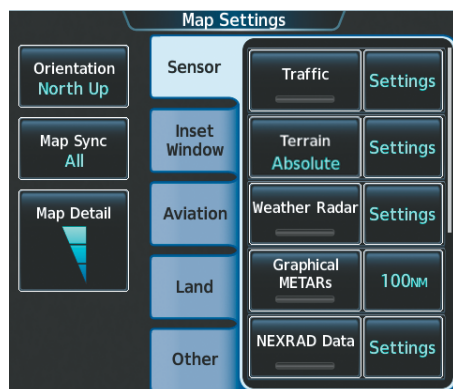 Map Settings
Orientation
North Up
Map Sync
All
Map Detail
Sensor
Inset
Window
Aviation
Land
Other
Traffic
Settings
Terrain
Absolute
Settings
Weather Radar
Settings
Graphical
METARs
100NM
NEXRAD Data
Settings